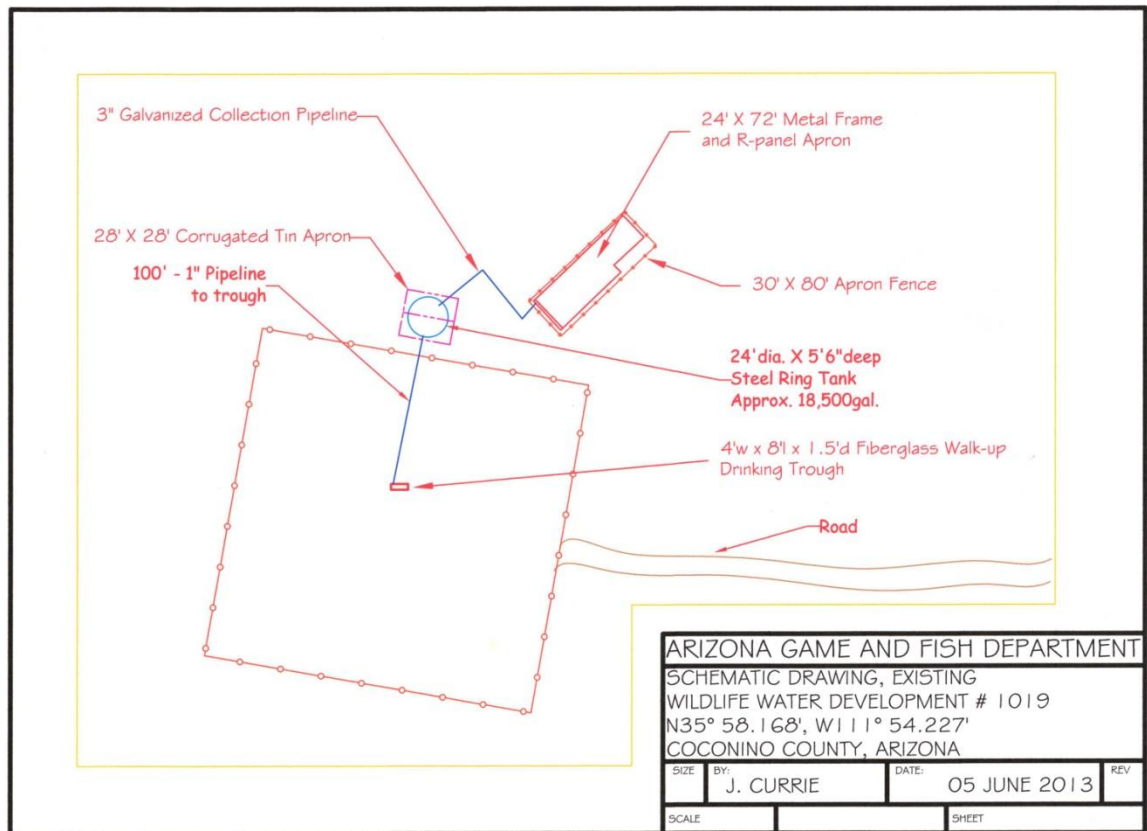 3" Galvanized Collection Pipeline
24' X 72' Metal Frame
and R-panel Apron
28' X 28' Corrugated Tin Apron
100' - 1" Pipeline
to trough
30' X 80' Apron Fence
24'dia. X 5'6"deep
Steel Ring Tank
Approx. 18,500gal.
4'w x 8'l x 1.5'd Fiberglass Walk-up
Drinking Trough
Road
ARIZONA GAME AND FISH DEPARTMENT
SCHEMATIC DRAWING, EXISTING
WILDLIFE WATER DEVELOPMENT # 1019
N35° 58.168', W111° 54.227'
COCONINO COUNTY, ARIZONA
SIZE BY: J. CURRIE DATE: 05 JUNE 2013 REV
SCALE SHEET